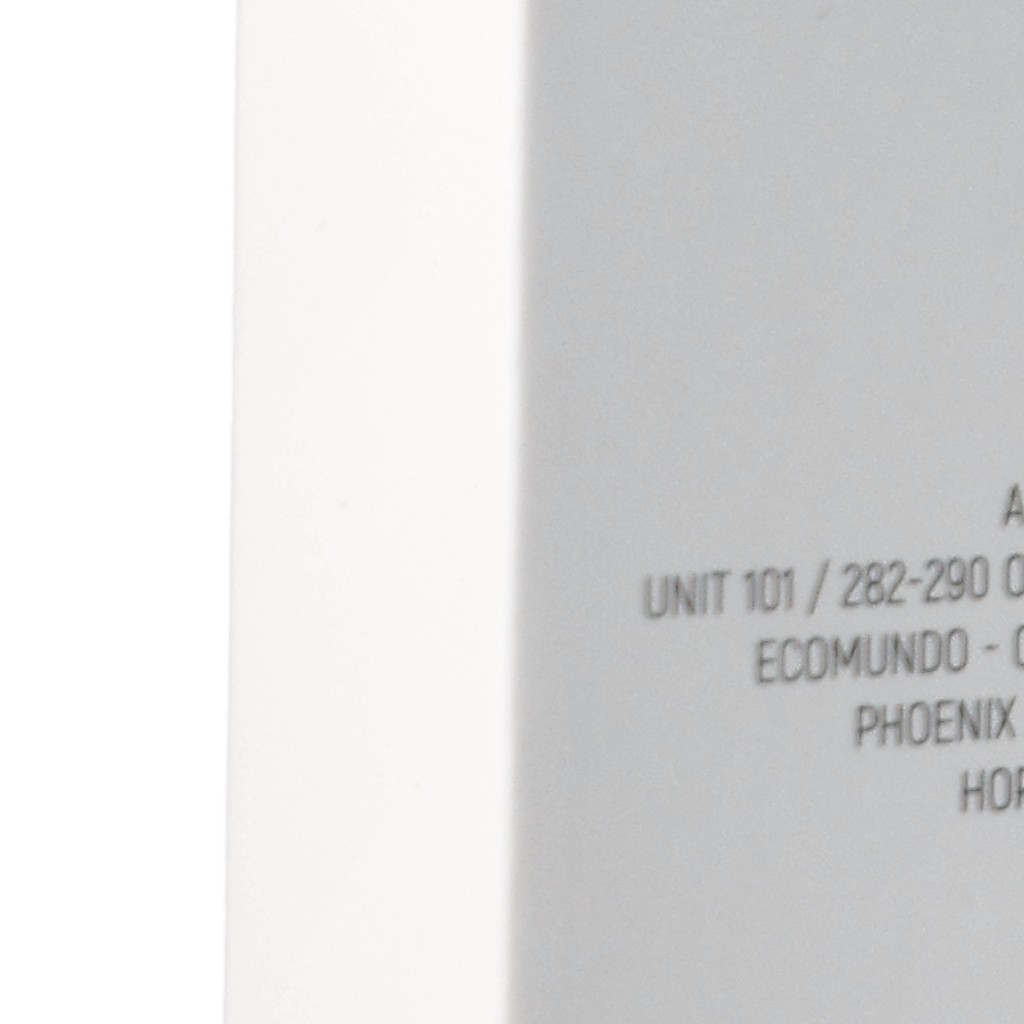 UNIT 101 / 282-290
ECOMUNDO -
PHOENIX